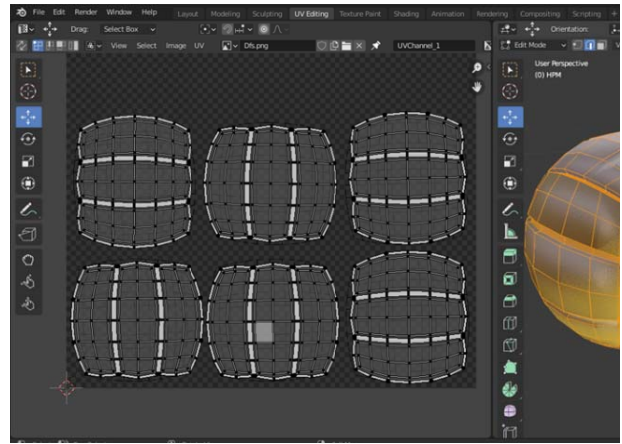 File Edit Render Window Help Layout Modeling Sculpting UV Editing Texture Paint Shading Animation Rendering Compositing Scripting +
Drag: Select Box Orientation:
View Select Image UV Dfs.png UVChannel_1 Edit Mode
User Perspective
(0) HPM